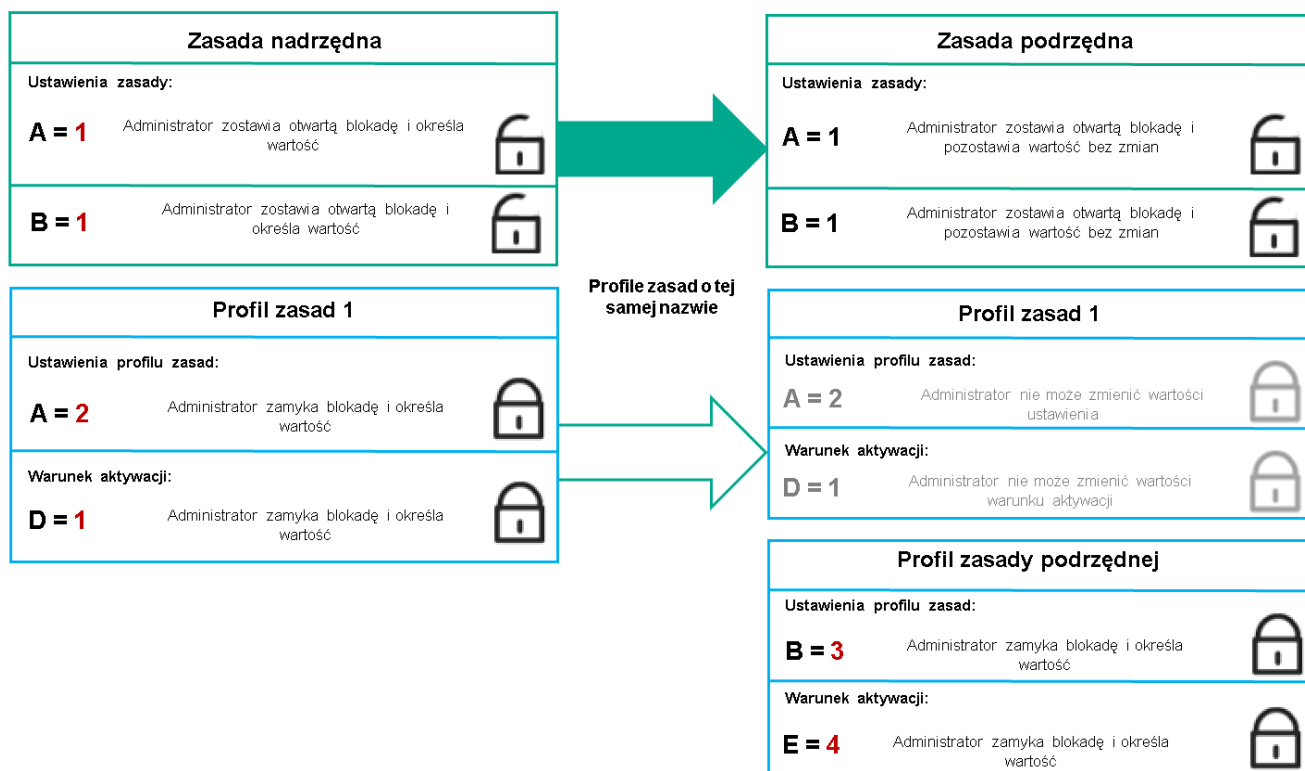 Zasada nadrzędna
Ustawienia zasady:
A = 1
Administrator zostawia otwartą blokadę i określa
wartość
B = 1
Administrator zostawia otwartą blokadę i
określa wartość
Profil zasad 1
Ustawienia profilu zasad:
A = 2
Administrator zamyka blokadę i określa
wartość
Warunek aktywacji:
D = 1
Administrator zamyka blokadę i określa
wartość
Profile zasad o tej
samej nazwie
Zasada podrzędna
Ustawienia zasady:
A = 1
Administrator zostawia otwartą blokadę i
pozostawia wartość bez zmian
B = 1
Administrator zostawia otwartą blokadę i
pozostawia wartość bez zmian
Profil zasad 1
Ustawienia profilu zasad:
A = 2
Administrator nie może zmienić wartości
ustawienia
Warunek aktywacji:
D = 1
Administrator nie może zmienić wartości
warunku aktywacji
Profil zasady podrzędnej
Ustawienia profilu zasad:
B = 3
Administrator zamyka blokadę i określa
wartość
Warunek aktywacji:
E = 4
Administrator zamyka blokadę i określa
wartość